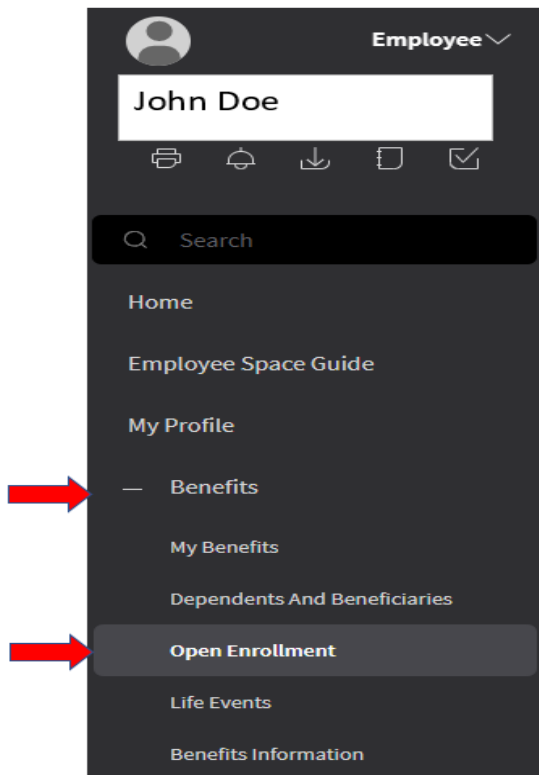 Employee
John Doe
Search
Home
Employee Space Guide
My Profile
Benefits
My Benefits
Dependents And Beneficiaries
Open Enrollment
Life Events
Benefits Information